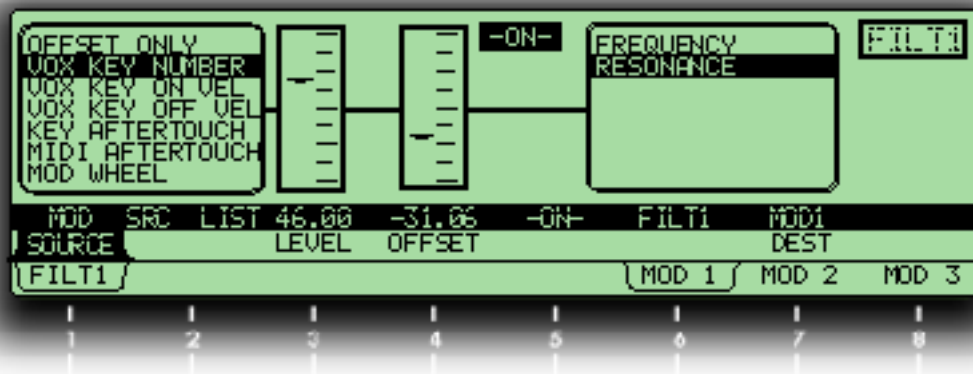 OFFSET ONLY
VOX KEY NUMBER
VOX KEY ON VEL
VOX KEY OFF VEL
KEY AFTERTOUCH
MIDI AFTERTOUCH
MOD WHEEL
-ON-
FREQUENCY
RESONANCE
FILT1
MOD SRC LIST 46.00 -31.06 -ON- FILT1 MOD1
SOURCE LEVEL OFFSET DEST
FILT1 MOD 1 MOD 2 MOD 3
1 2 3 4 5 6 7 8